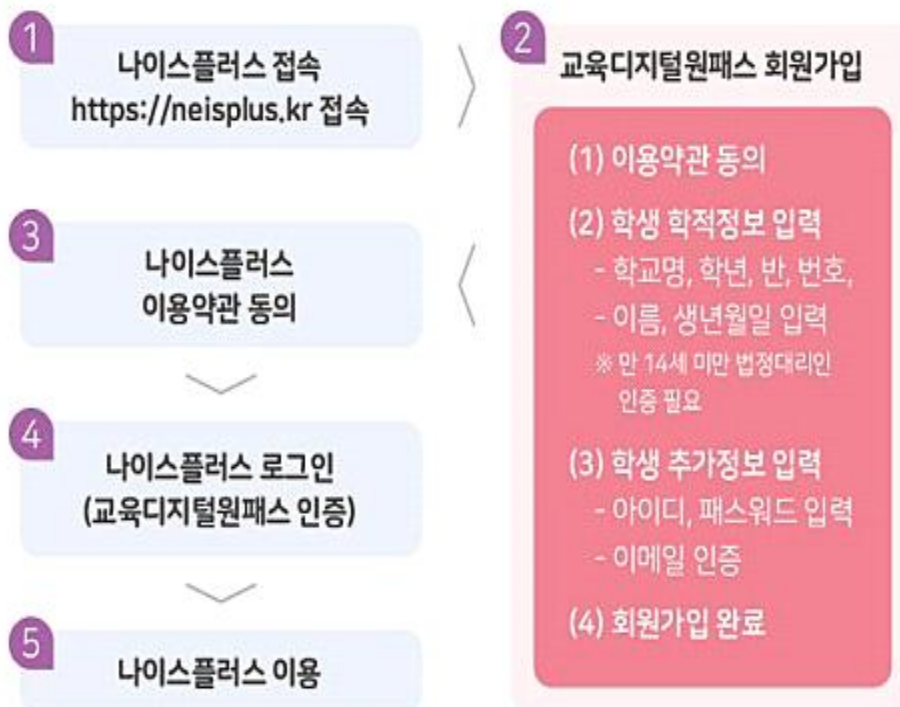 1
나이스플러스 접속
https://neisplus.kr 접속
2
교육디지털원패스 회원가입
(1) 이용약관 동의
(2) 학생 학적정보 입력
- 학교명, 학년, 반, 번호,
- 이름, 생년월일 입력
※ 만 14세 미만 법정대리인
인증 필요
(3) 학생 추가정보 입력
- 아이디, 패스워드 입력
- 이메일 인증
(4) 회원가입 완료
3
나이스플러스
이용약관 동의
4
나이스플러스 로그인
(교육디지털원패스 인증)
5
나이스플러스 이용